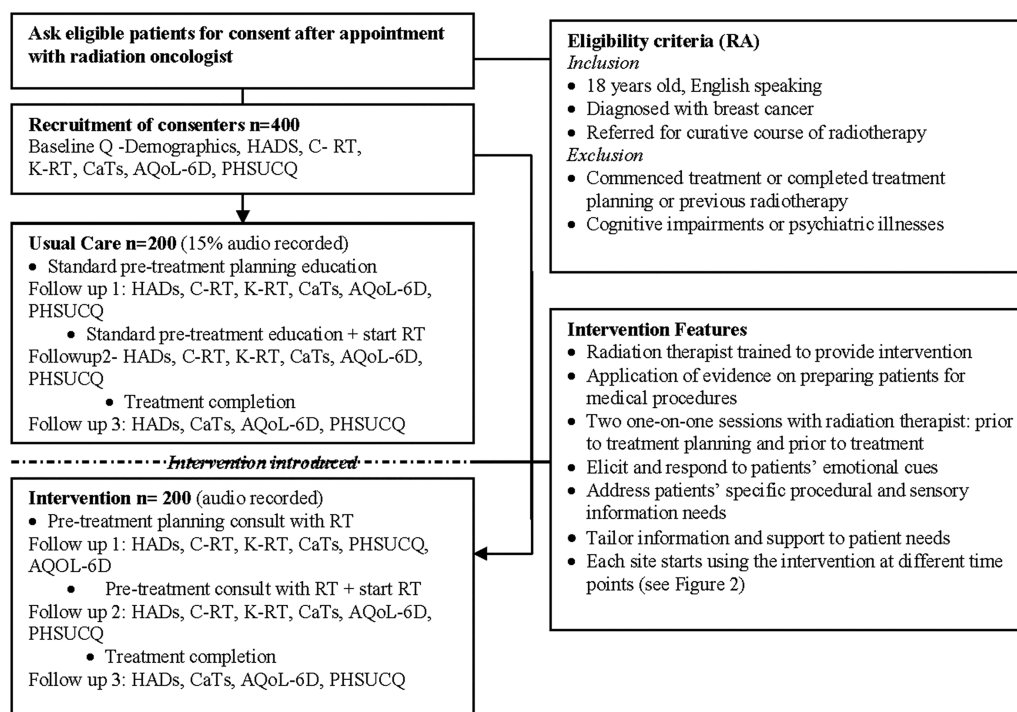 Ask eligible patients for consent after appointment
with radiation oncologist
Recruitment of consenters n=400
Baseline Q -Demographics, HADS, C- RT,
K-RT, CaTs, AQoL-6D, PHSUCQ
Usual Care n=200 (15% audio recorded)
• Standard pre-treatment planning education
Follow up 1: HADs, C-RT, K-RT, CaTs, AQoL-6D,
PHSUCQ
• Standard pre-treatment education + start RT
Followup2- HADs, C-RT, K-RT, CaTs, AQoL-6D,
PHSUCQ
• Treatment completion
Follow up 3: HADs, CaTs, AQoL-6D, PHSUCQ
Intervention introduced
Intervention n= 200 (audio recorded)
• Pre-treatment planning consult with RT
Follow up 1: HADs, C-RT, K-RT, CaTs, PHSUCQ,
AQOL-6D
• Pre-treatment consult with RT + start RT
Follow up 2: HADs, C-RT, K-RT, CaTs, AQoL-6D,
PHSUCQ
• Treatment completion
Follow up 3: HADs, CaTs, AQoL-6D, PHSUCQ
Eligibility criteria (RA)
Inclusion
• 18 years old, English speaking
• Diagnosed with breast cancer
• Referred for curative course of radiotherapy
Exclusion
• Commenced treatment or completed treatment
planning or previous radiotherapy
• Cognitive impairments or psychiatric illnesses
Intervention Features
• Radiation therapist trained to provide intervention
• Application of evidence on preparing patients for
medical procedures
• Two one-on-one sessions with radiation therapist: prior
to treatment planning and prior to treatment
• Elicit and respond to patients’ emotional cues
• Address patients’ specific procedural and sensory
information needs
• Tailor information and support to patient needs
• Each site starts using the intervention at different time
points (see Figure 2)